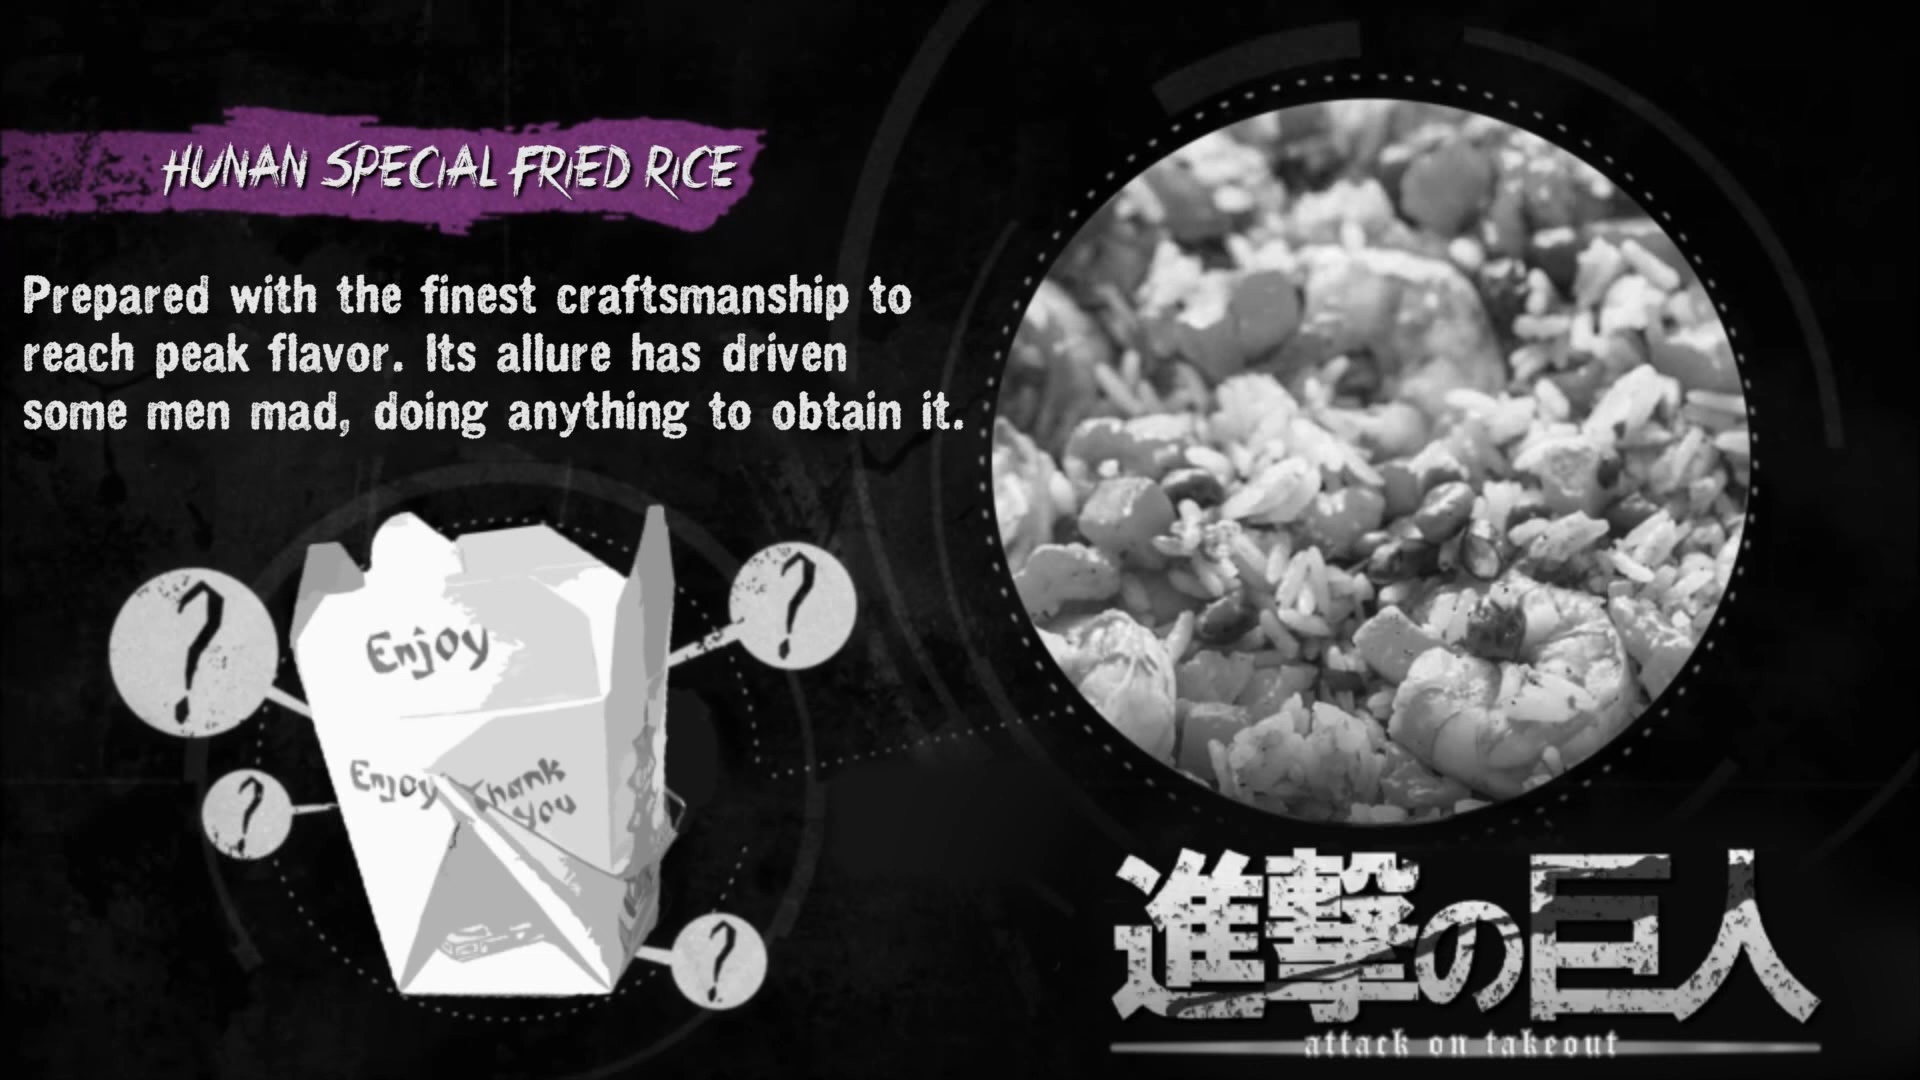 HUNAN SPECIAL FRIED RICE
Prepared with the finest craftsmanship to
reach peak flavor. Its allure has driven
some men mad, doing anything to obtain it.
?
?
Enjoy
Enjoy Thank
you
?
?
進撃の巨人
attack on takeout